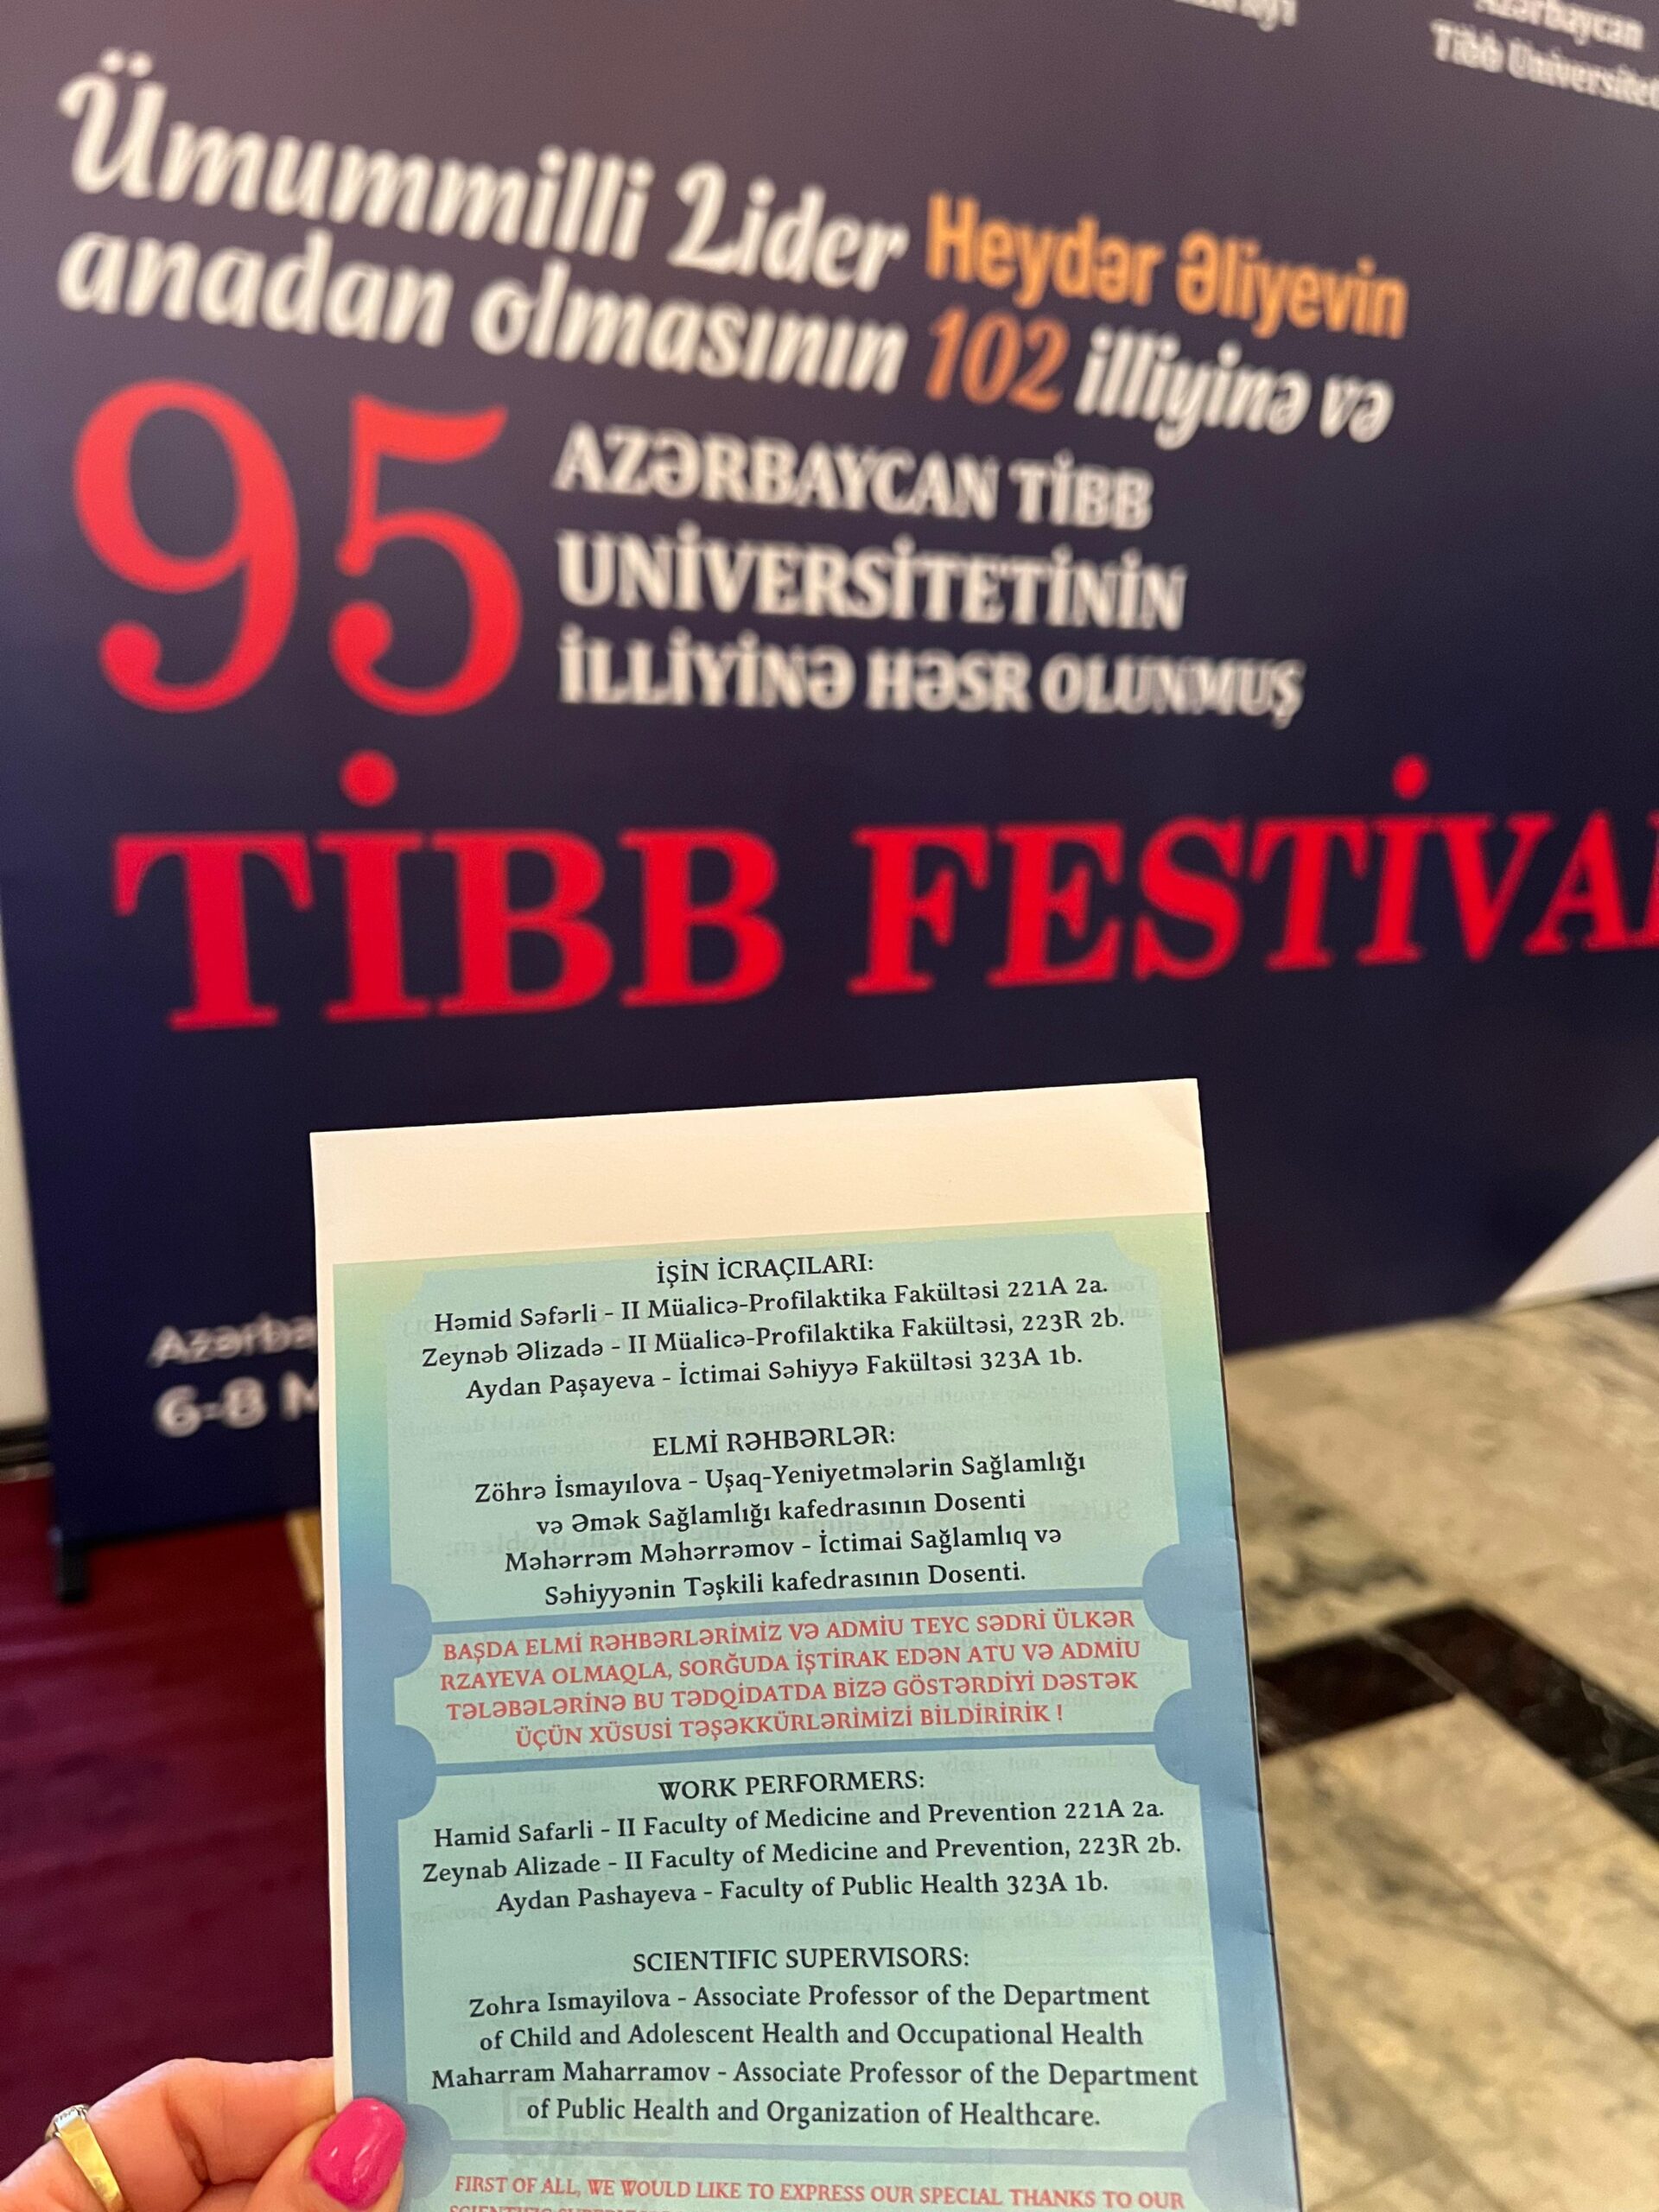 Azərbaycan
Tibb Universitet
Ümummilli Lider Heydər Əliyevin
anadan olmasının 102 illiyinə və
95 AZƏRBAYCAN TİBB
UNİVERSİTETİNİN
İLLİYİNƏ HƏSR OLUNMUŞ
TİBB FESTİVA
Azərba
6-8 M
İŞİN İCRAÇILARI:
Həmid Səfərli - II Müalicə-Profilaktika Fakültəsi 221A 2a.
Zeynəb Əlizadə - II Müalicə-Profilaktika Fakültəsi, 223R 2b.
Aydan Paşayeva - İctimai Səhiyyə Fakültəsi 323A 1b.
ELMİ RƏHBƏRLƏR:
Zöhrə İsmayılova - Uşaq-Yeniyetmələrin Sağlamlığı
və Əmək Sağlamlığı kafedrasının Dosenti
Məhərrəm Məhərrəmov - İctimai Sağlamlıq və
Səhiyyənin Təşkili kafedrasının Dosenti.
BAŞDA ELMİ RƏHBƏRLƏRİMİZ VƏ ADMİU TEYC SƏDRİ ÜLKƏR
RZAYEVA OLMAQLA, SORĞUDA İŞTİRAK EDƏN ATU VƏ ADMİU
TƏLƏBƏLƏRİNƏ BU TƏDQİDATDA BİZƏ GÖSTƏRDİYİ DƏSTƏK
ÜÇÜN XÜSUSİ TƏŞƏKKÜRLƏRİMİZİ BİLDİRİRİK !
WORK PERFORMERS:
Hamid Safarli - II Faculty of Medicine and Prevention 221A 2a.
Zeynab Alizade - II Faculty of Medicine and Prevention, 223R 2b.
Aydan Pashayeva - Faculty of Public Health 323A 1b.
SCIENTIFIC SUPERVISORS:
Zohra Ismayilova - Associate Professor of the Department
of Child and Adolescent Health and Occupational Health
Maharram Maharramov - Associate Professor of the Department
of Public Health and Organization of Healthcare.
FIRST OF ALL, WE WOULD LIKE TO EXPRESS OUR SPECIAL THANKS TO OUR